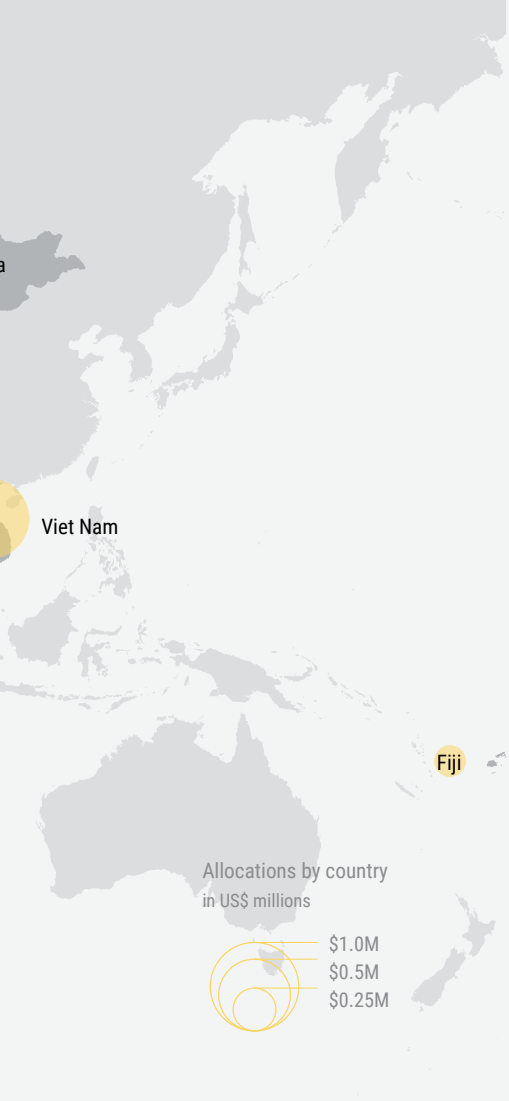 a
Viet Nam
Fiji
Allocations by country
in US$ millions
$1.0M
$0.5M
$0.25M